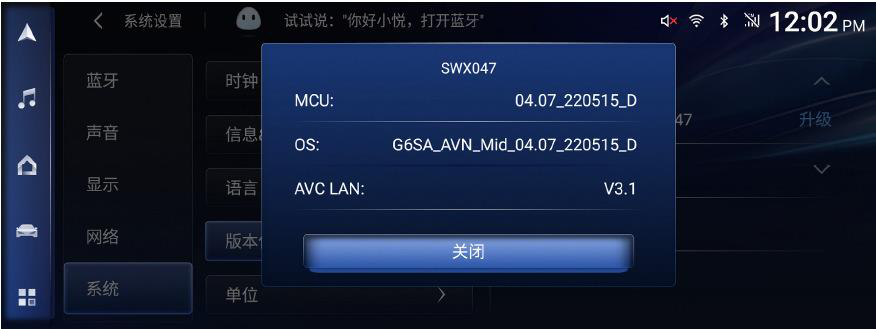 系统设置
试试说："你好小悦，打开蓝牙"
12:02 PM
蓝牙
声音
显示
网络
系统
时钟
信息
语言
版本
单位
SWX047
MCU: 04.07_220515_D
OS: G6SA_AVN_Mid_04.07_220515_D
AVC LAN: V3.1
关闭
47
升级